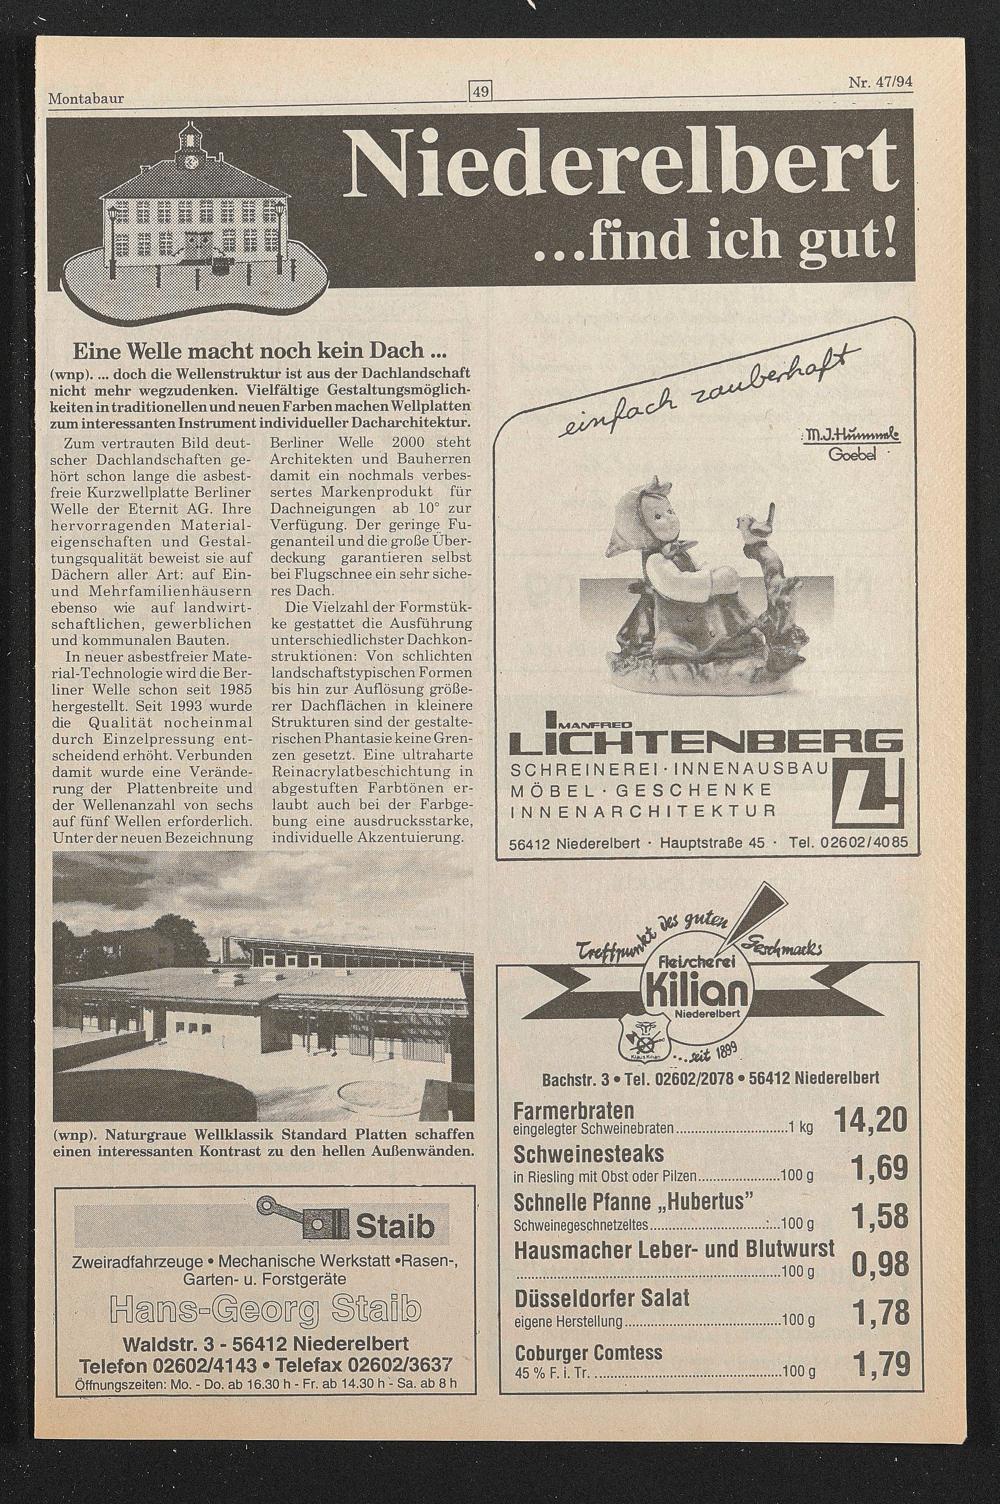 Montabaur
49
Nr. 47/94
Niederelbert
...find ich gut!
Eine Welle macht noch kein Dach ...
(wnp). ... doch die Wellenstruktur ist aus der Dachlandschaft
nicht mehr wegzudenken. Vielfältige Gestaltungsmöglich-
keiten in traditionellen und neuen Farben machen Wellplatten
zum interessanten Instrument individueller Dacharchitektur.
Zum vertrauten Bild deut-
scher Dachlandschaften ge-
hört schon lange die asbest-
freie Kurzwellplatte Berliner
Welle der Eternit AG. Ihre
hervorragenden Material-
eigenschaften und Gestal-
tungsqualität beweist sie auf
Dächern aller Art: auf Ein-
und Mehrfamilienhäusern
ebenso wie auf landwirt-
schaftlichen, gewerblichen
und kommunalen Bauten.
In neuer asbestfreier Mate-
rial-Technologie wird die Ber-
liner Welle schon seit 1985
hergestellt. Seit 1993 wurde
die Qualität nocheinmal
durch Einzelpressung ent-
scheidend erhöht. Verbunden
damit wurde eine Verände-
rung der Plattenbreite und
der Wellenanzahl von sechs
auf fünf Wellen erforderlich.
Unter der neuen Bezeichnung
Berliner Welle 2000 steht
Architekten und Bauherren
damit ein nochmals verbes-
sertes Markenprodukt für
Dachneigungen ab 10° zur
Verfügung. Der geringe Fu-
genanteil und die große Über-
deckung garantieren selbst
bei Flugschnee ein sehr siche-
res Dach.
Die Vielzahl der Formstük-
ke gestattet die Ausführung
unterschiedlichster Dachkon-
struktionen: Von schlichten
landschaftstypischen Formen
bis hin zur Auflösung größe-
rer Dachflächen in kleinere
Strukturen sind der gestalte-
rischen Phantasie keine Gren-
zen gesetzt. Eine ultraharte
Reinacrylatbeschichtung in
abgestuften Farbtönen er-
laubt auch bei der Farbge-
bung eine ausdrucksstarke,
individuelle Akzentuierung.
(wnp). Naturgraue Wellklassik Standard Platten schaffen
einen interessanten Kontrast zu den hellen Außenwänden.
Staib
Zweiradfahrzeuge • Mechanische Werkstatt •Rasen-,
Garten- u. Forstgeräte
Hans-Georg Staib
Waldstr. 3 - 56412 Niederelbert
Telefon 02602/4143 • Telefax 02602/3637
Öffnungszeiten: Mo. - Do. ab 16.30 h - Fr. ab 14.30 h - Sa. ab 8 h
einfach zauberhaft
M.J.Hummel
Goebel
MANFRED
LICHTENBERG
SCHREINEREI · INNENAUSBAU
MÖBEL · GESCHENKE
INNENARCHITEKTUR
56412 Niederelbert · Hauptstraße 45 · Tel. 02602/4085
Treffpunkt des guten Geschmacks
Fleischerei
Kilian
Niederelbert
Klaus Kilian
...seit 1899
Bachstr. 3 • Tel. 02602/2078 • 56412 Niederelbert
Farmerbraten
eingelegter Schweinebraten............................1 kg 14,20
Schweinesteaks
in Riesling mit Obst oder Pilzen....................100 g 1,69
Schnelle Pfanne „Hubertus”
Schweinegeschnetzeltes................................100 g 1,58
Hausmacher Leber- und Blutwurst
..................................................................100 g 0,98
Düsseldorfer Salat
eigene Herstellung.......................................100 g 1,78
Coburger Comtess
45 % F. i. Tr. ...............................................100 g 1,79